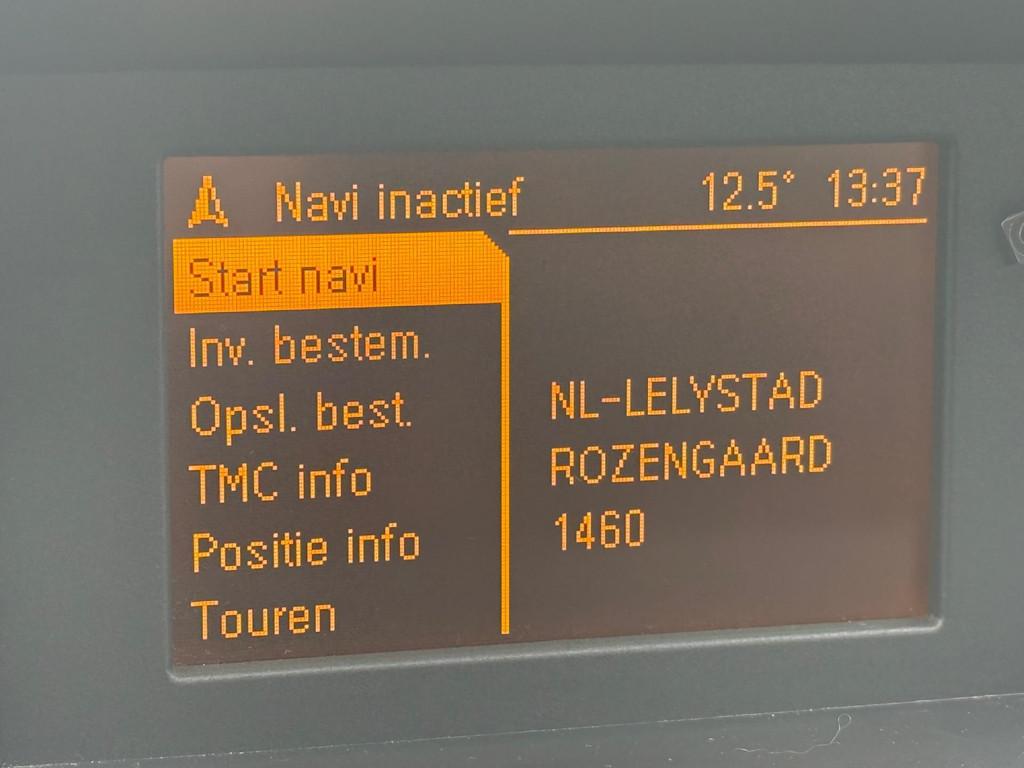 Navi inactief 12.5° 13:37
Start navi
Inv. bestem.
Opsl. best.
TMC info
Positie info
Touren
NL-LELYSTAD
ROZENGAARD
1460